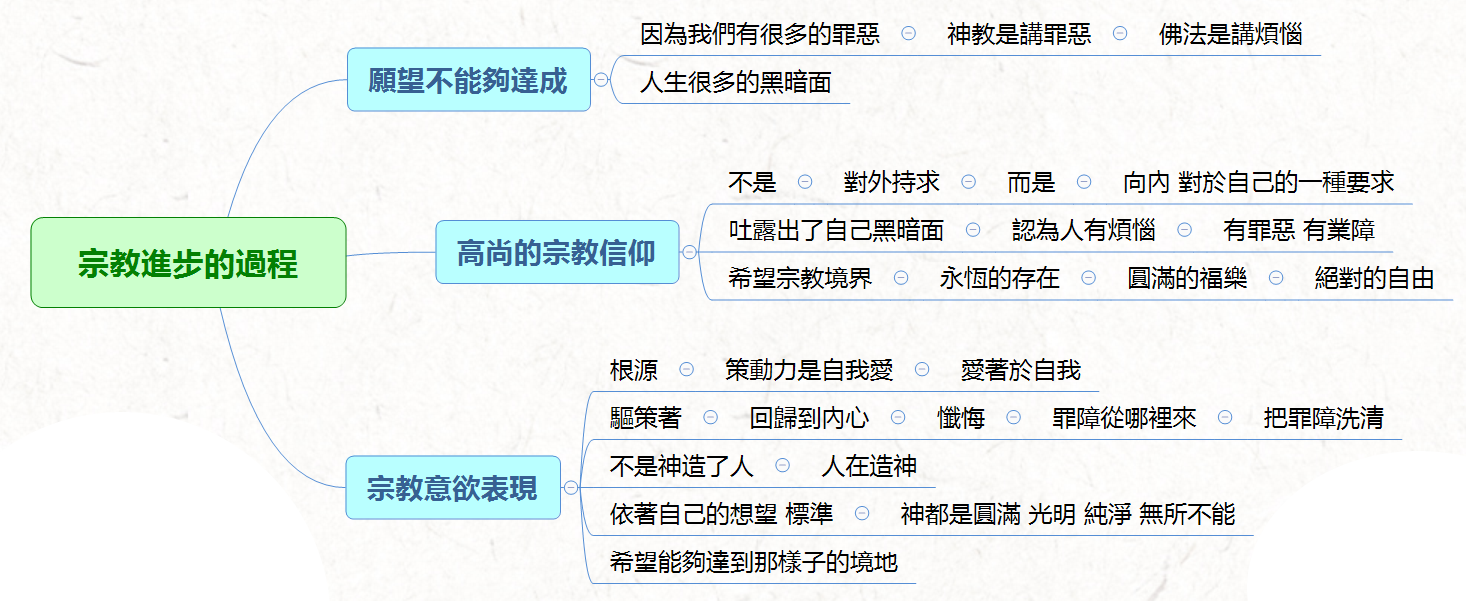 因為我們有很多的罪惡 神教是講罪惡 佛法是講煩惱
願望不能夠達成
人生很多的黑暗面
不是 對外持求 而是 向內 對於自己的一種要求
吐露出了自己黑暗面 認為人有煩惱 有罪惡 有業障
高尚的宗教信仰
宗教進步的過程
希望宗教境界 永恆的存在 圓滿的福樂 絕對的自由
根源 策動力是自我愛 愛著於自我
驅策著 回歸到內心 懺悔 罪障從哪裡來 把罪障洗清
不是神造了人 人在造神
宗教意欲表現
依著自己的想望 標準 神都是圓滿 光明 純淨 無所不能
希望能夠達到那樣子的境地